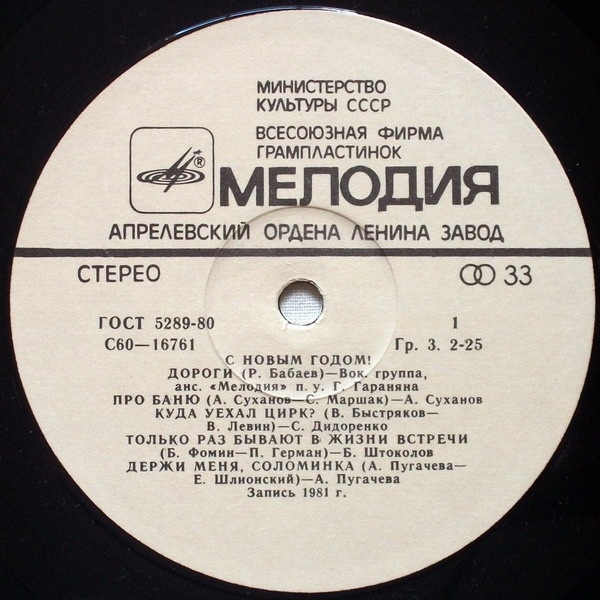 МИНИСТЕРСТВО
КУЛЬТУРЫ СССР
ВСЕСОЮЗНАЯ ФИРМА
ГРАМПЛАСТИНОК
®
МЕЛОДИЯ
АПРЕЛЕВСКИЙ ОРДЕНА ЛЕНИНА ЗАВОД
СТЕРЕО 33
ГОСТ 5289-80 1
С60—16761 Гр. 3. 2-25
С НОВЫМ ГОДОМ!
ДОРОГИ (Р. Бабаев)—Вок. группа,
анс. «Мелодия» п. у. Г. Гараняна
ПРО БАНЮ (А. Суханов—С. Маршак)—А. Суханов
КУДА УЕХАЛ ЦИРК? (В. Быстряков—
В. Левин)—С. Дидоренко
ТОЛЬКО РАЗ БЫВАЮТ В ЖИЗНИ ВСТРЕЧИ
(Б. Фомин—П. Герман)—Б. Штоколов
ДЕРЖИ МЕНЯ, СОЛОМИНКА (А. Пугачева—
Е. Шлионский)—А. Пугачева
Запись 1981 г.